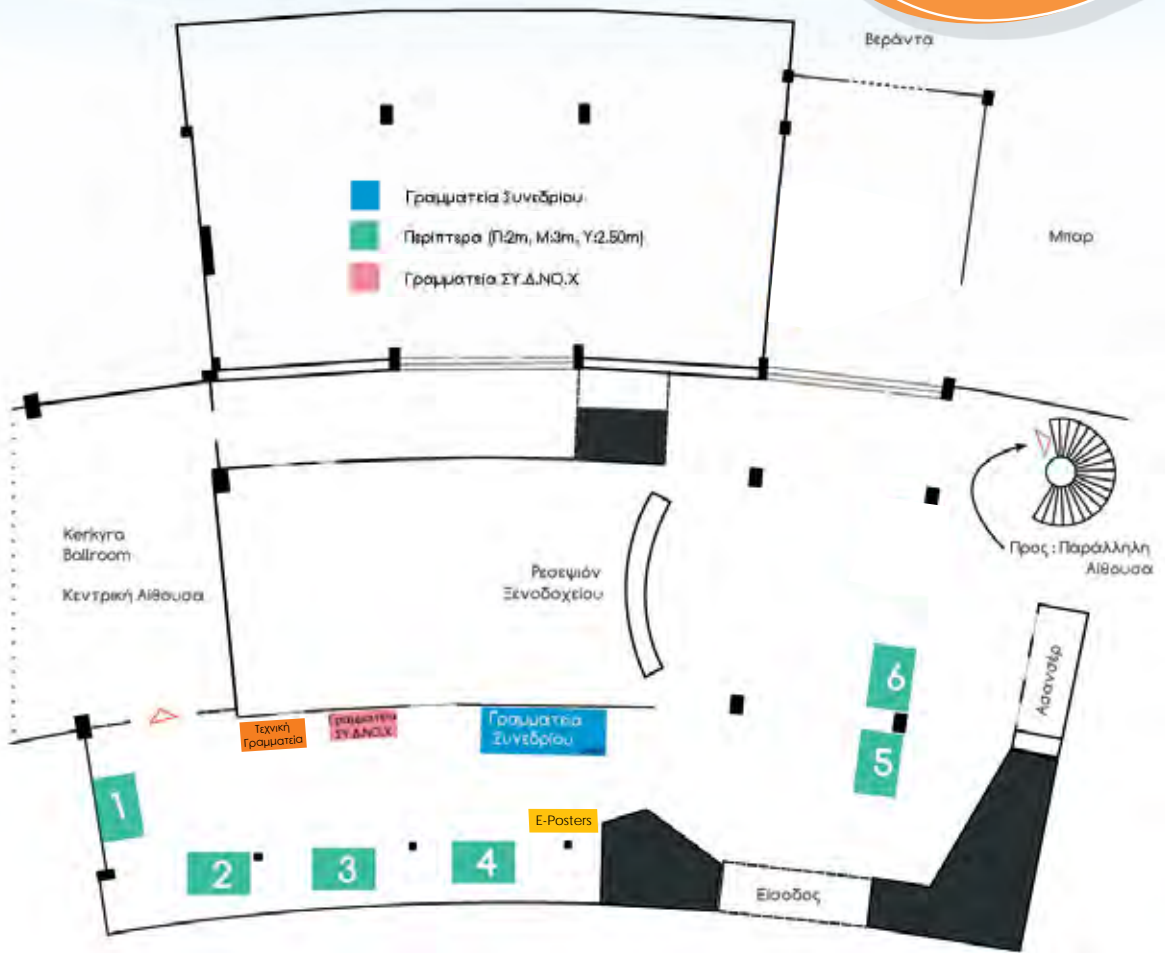 Βεράντα
Γραμματεία Συνεδρίου
Περίπτερα (Π:2m, Μ:3m, Υ:2.50m)
Γραμματεία ΣΥ.Δ.ΝΟ.Χ
Μπαρ
Kerkyra
Ballroom
Κεντρική Αίθουσα
Ρεσεψιόν
Ξενοδοχείου
Προς : Παράλληλη
Αίθουσα
Ασανσέρ
6
5
Τεχνική
Γραμματεία
Γραμματεία
ΣΥ.Δ.ΝΟ.Χ
Γραμματεία
Συνεδρίου
1
E-Posters
2
3
4
Είσοδος